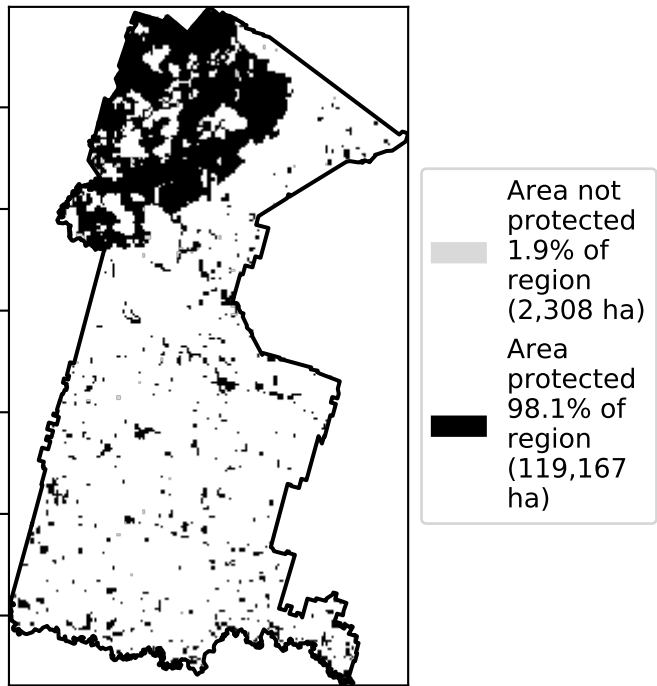 Area not
protected
1.9% of
region
(2,308 ha)
Area
protected
98.1% of
region
(119,167
ha)